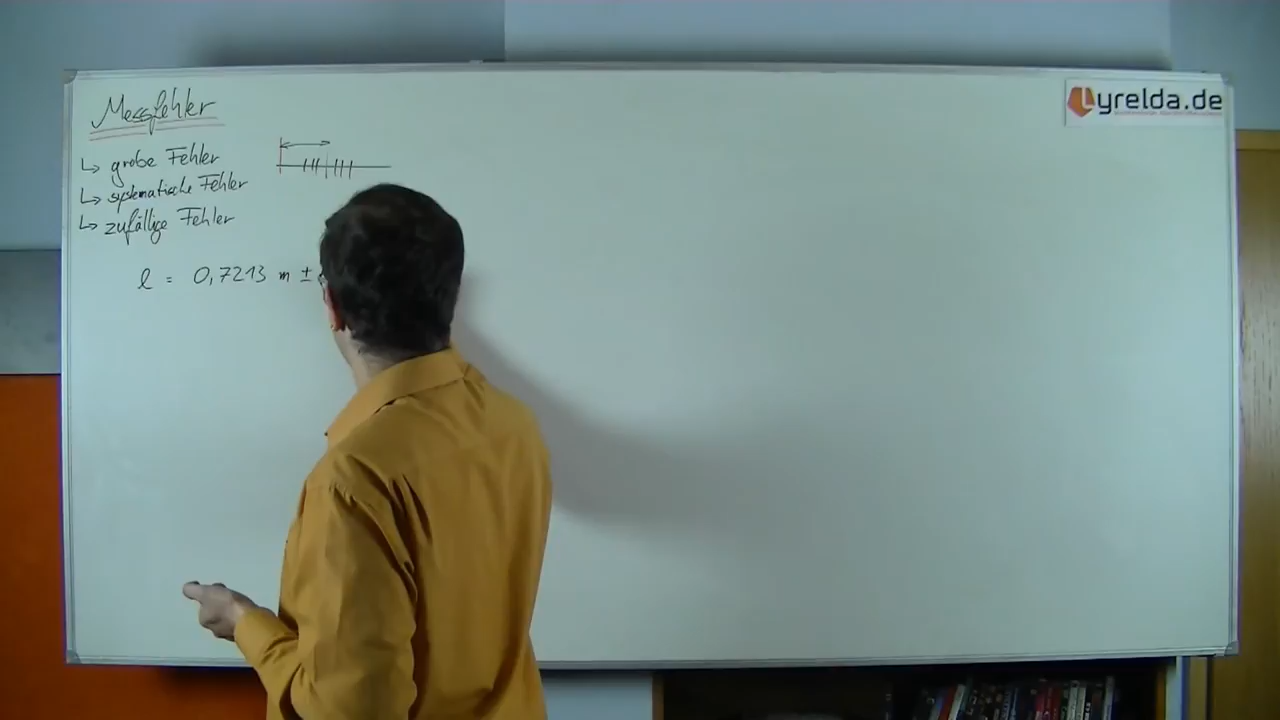 Messfehler
↳ grobe Fehler
↳ systematische Fehler
↳ zufällige Fehler
l = 0,7213 m ±
Lyrelda.de